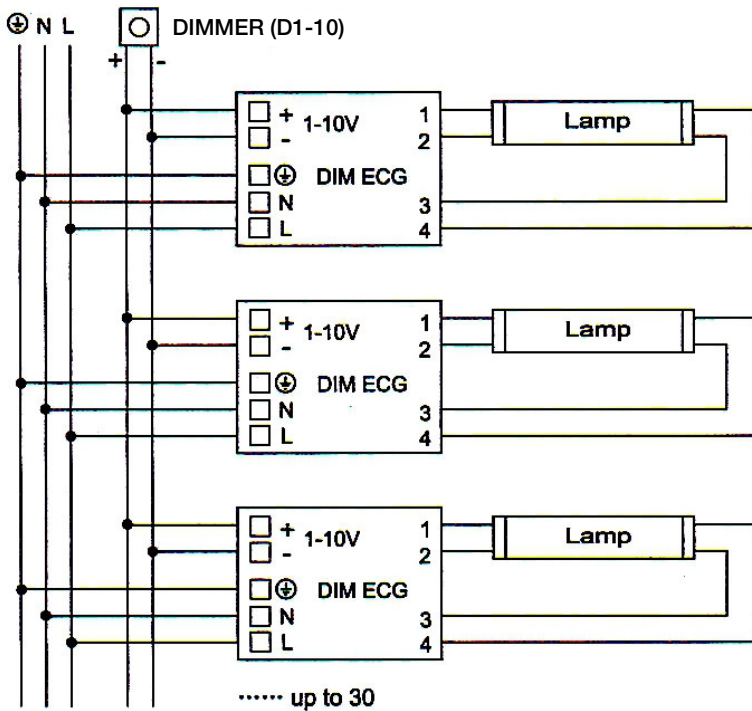 ⏚ N L DIMMER (D1-10)
+ -
+ 1-10V 1 Lamp
- 2
⏚ DIM ECG
N 3
L 4
+ 1-10V 1 Lamp
- 2
⏚ DIM ECG
N 3
L 4
+ 1-10V 1 Lamp
- 2
⏚ DIM ECG
N 3
L 4
...... up to 30